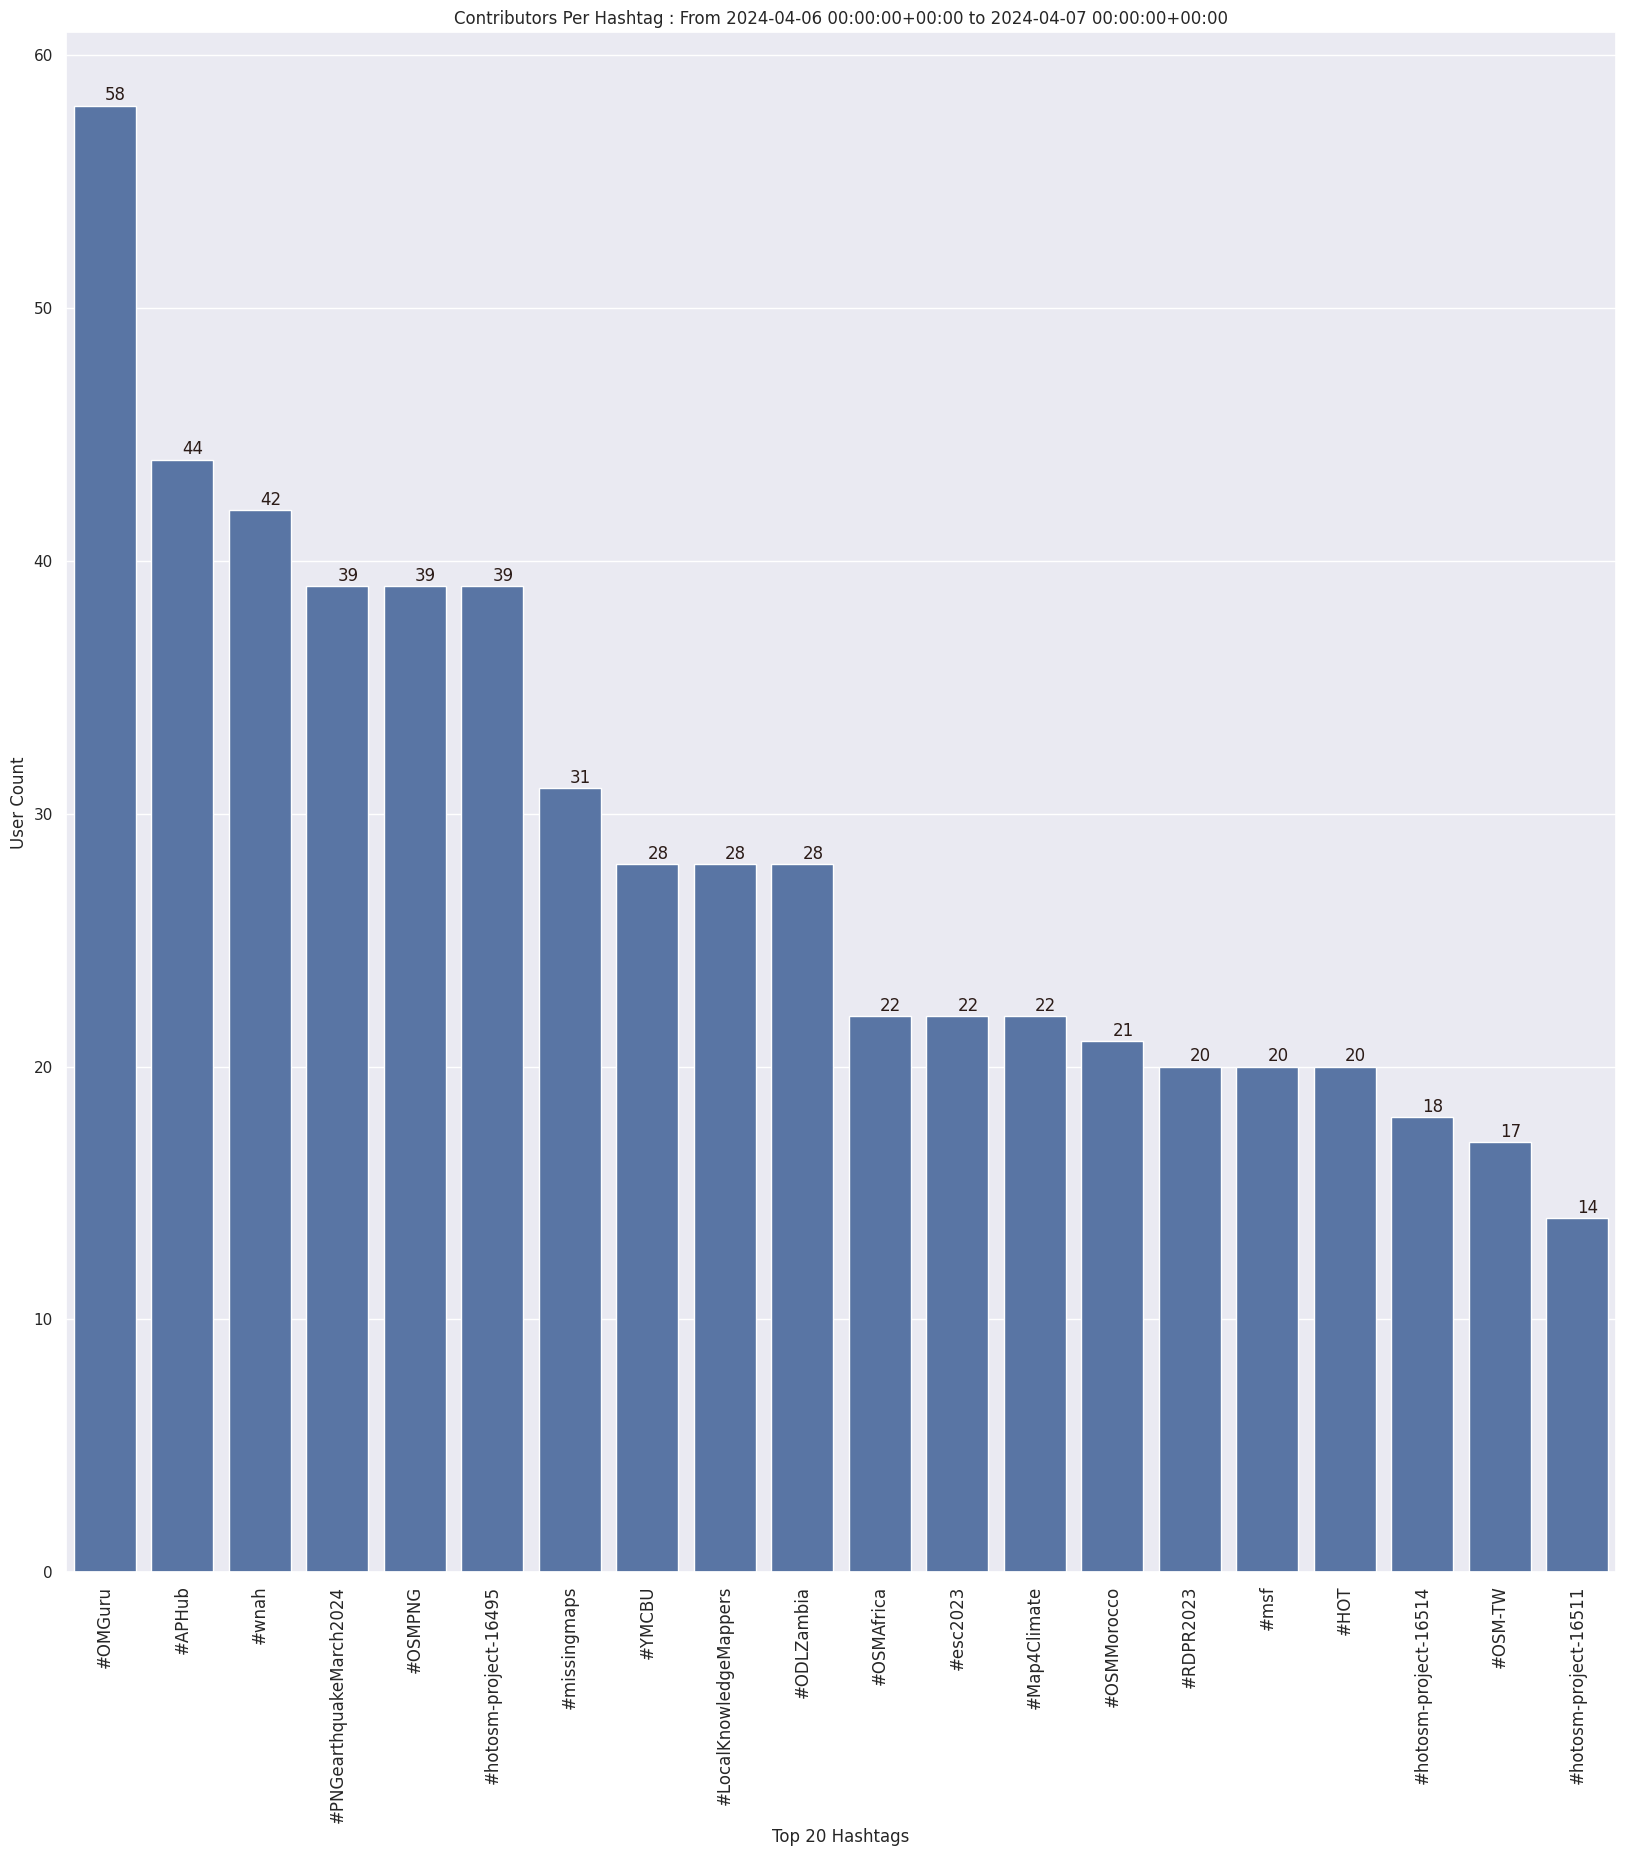 Contributors Per Hashtag : From 2024-04-06 00:00:00+00:00 to 2024-04-07 00:00:00+00:00
User Count
60
50
40
30
20
10
0
58
44
42
39
39
39
31
28
28
28
22
22
22
21
20
20
20
18
17
14
#OMGuru
#APHub
#wnah
#PNGearthquakeMarch2024
#OSMPNG
#hotosm-project-16495
#missingmaps
#YMCBU
#LocalKnowledgeMappers
#ODLZambia
#OSMAfrica
#esc2023
#Map4Climate
#OSMMorocco
#RDPR2023
#msf
#HOT
#hotosm-project-16514
#OSM-TW
#hotosm-project-16511
Top 20 Hashtags